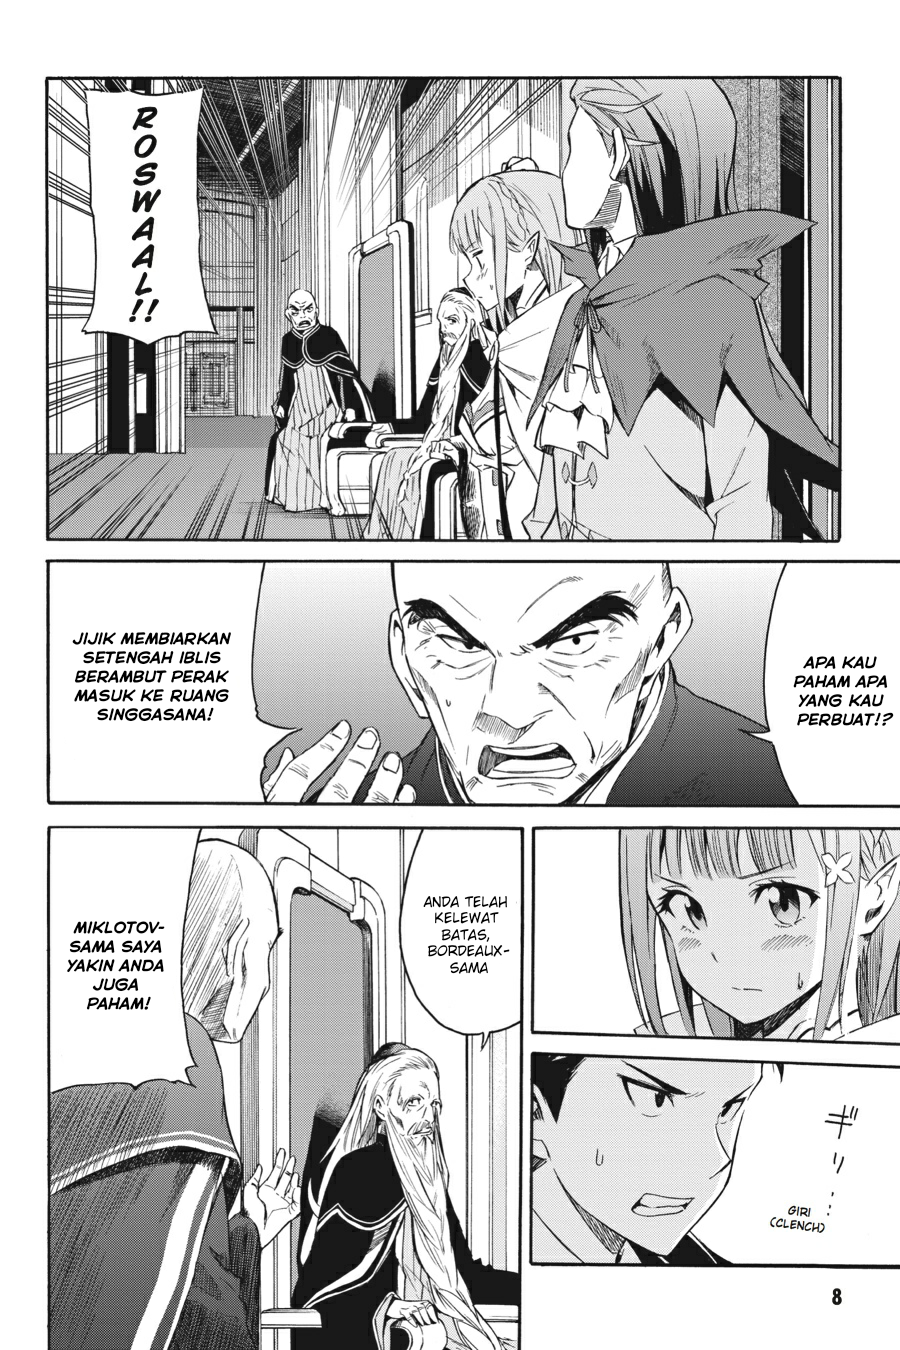 ROSWAAL!!
APA KAU
PAHAM APA
YANG KAU
PERBUAT!?
JIJIK MEMBIARKAN
SETENGAH IBLIS
BERAMBUT PERAK
MASUK KE RUANG
SINGGASANA!
ギリ…
GIRI
(CLENCH)
ANDA TELAH
KELEWAT
BATAS,
BORDEAUX-
SAMA
MIKLOTOV-
SAMA SAYA
YAKIN ANDA
JUGA
PAHAM!
8